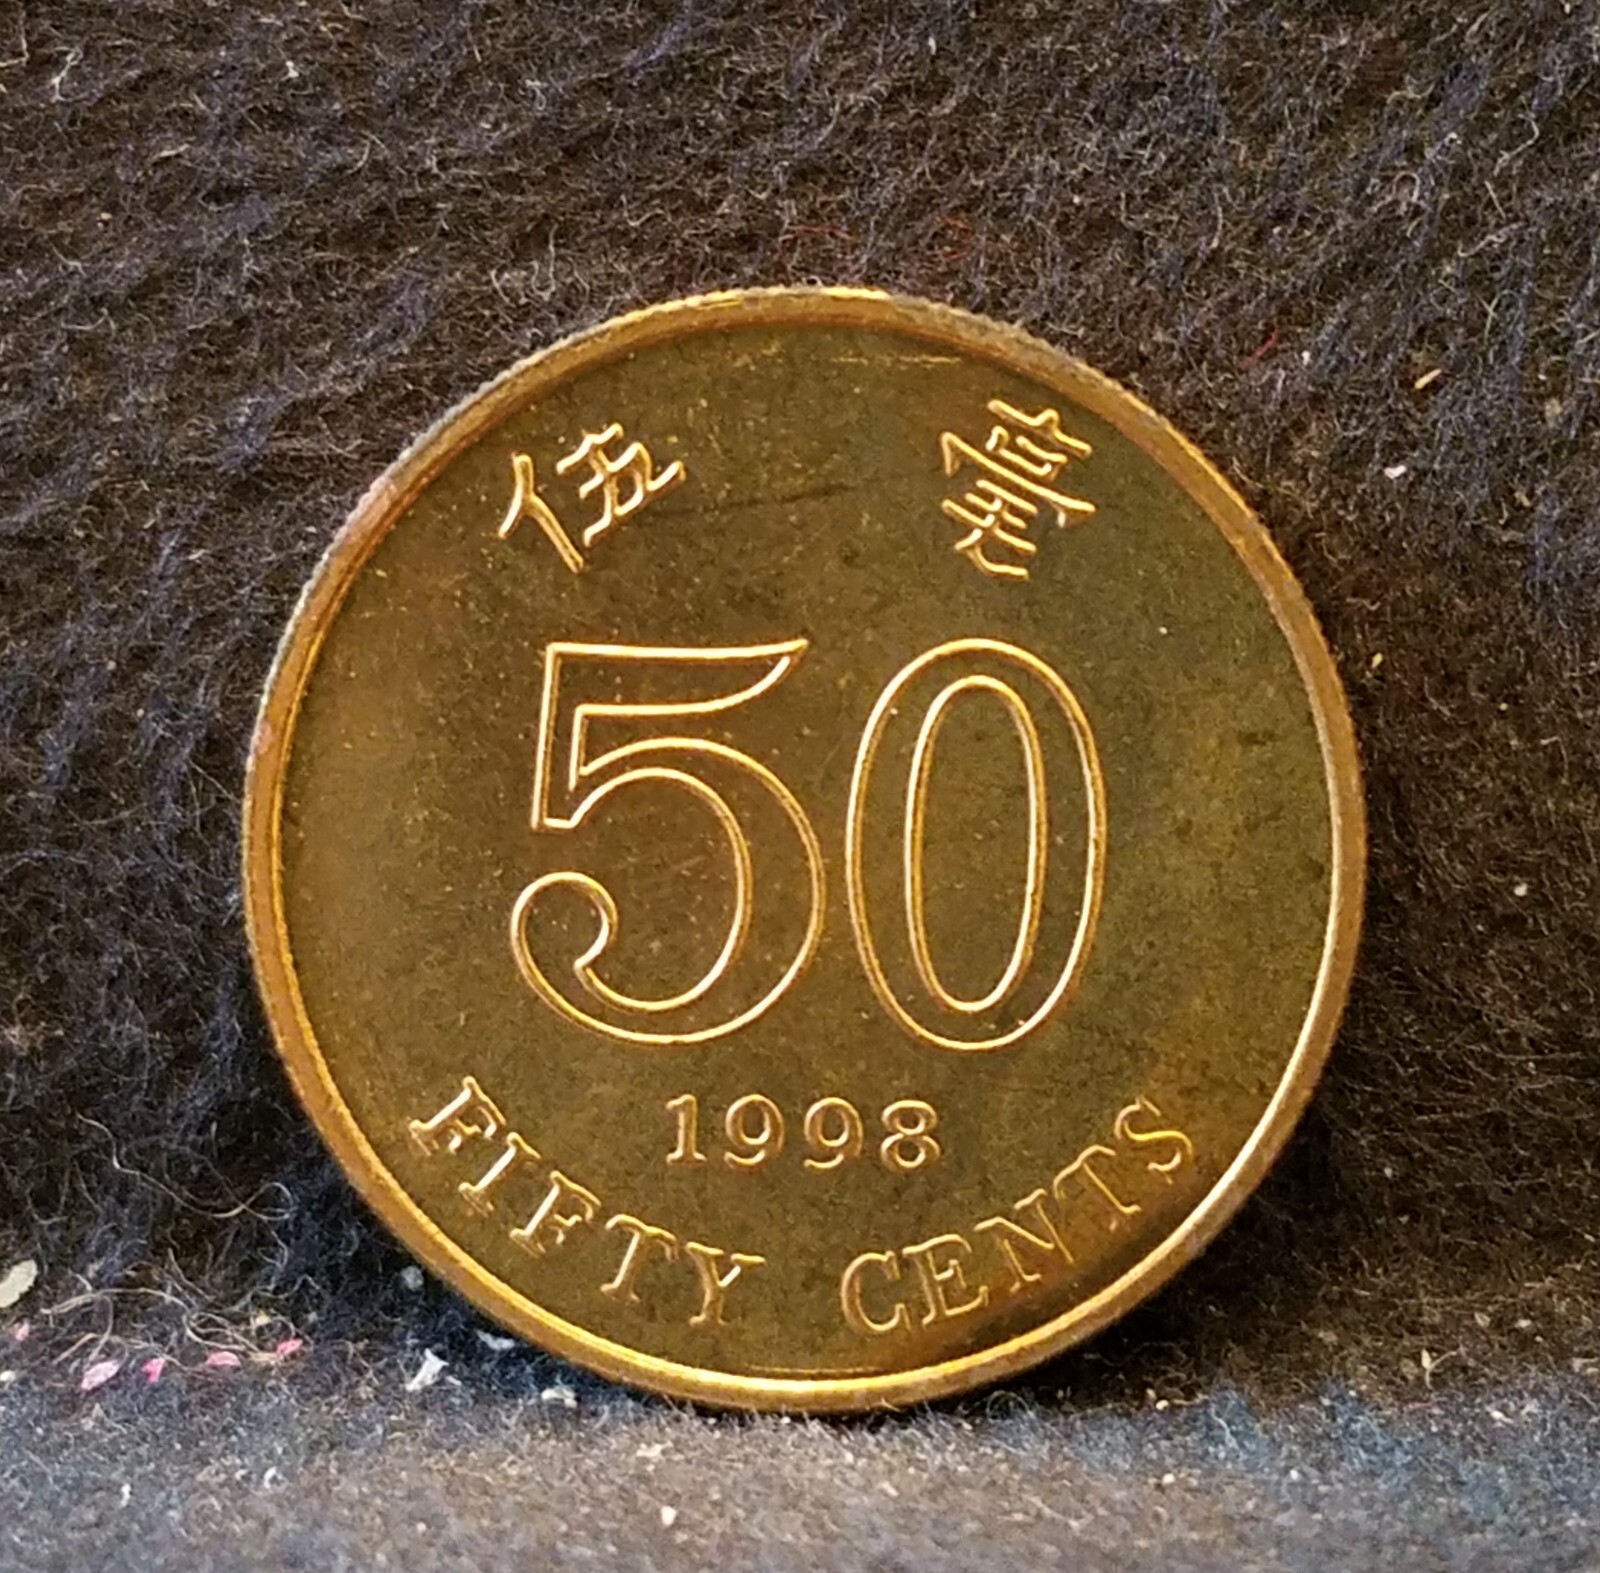 伍 毫
50
1998
FIFTY CENTS